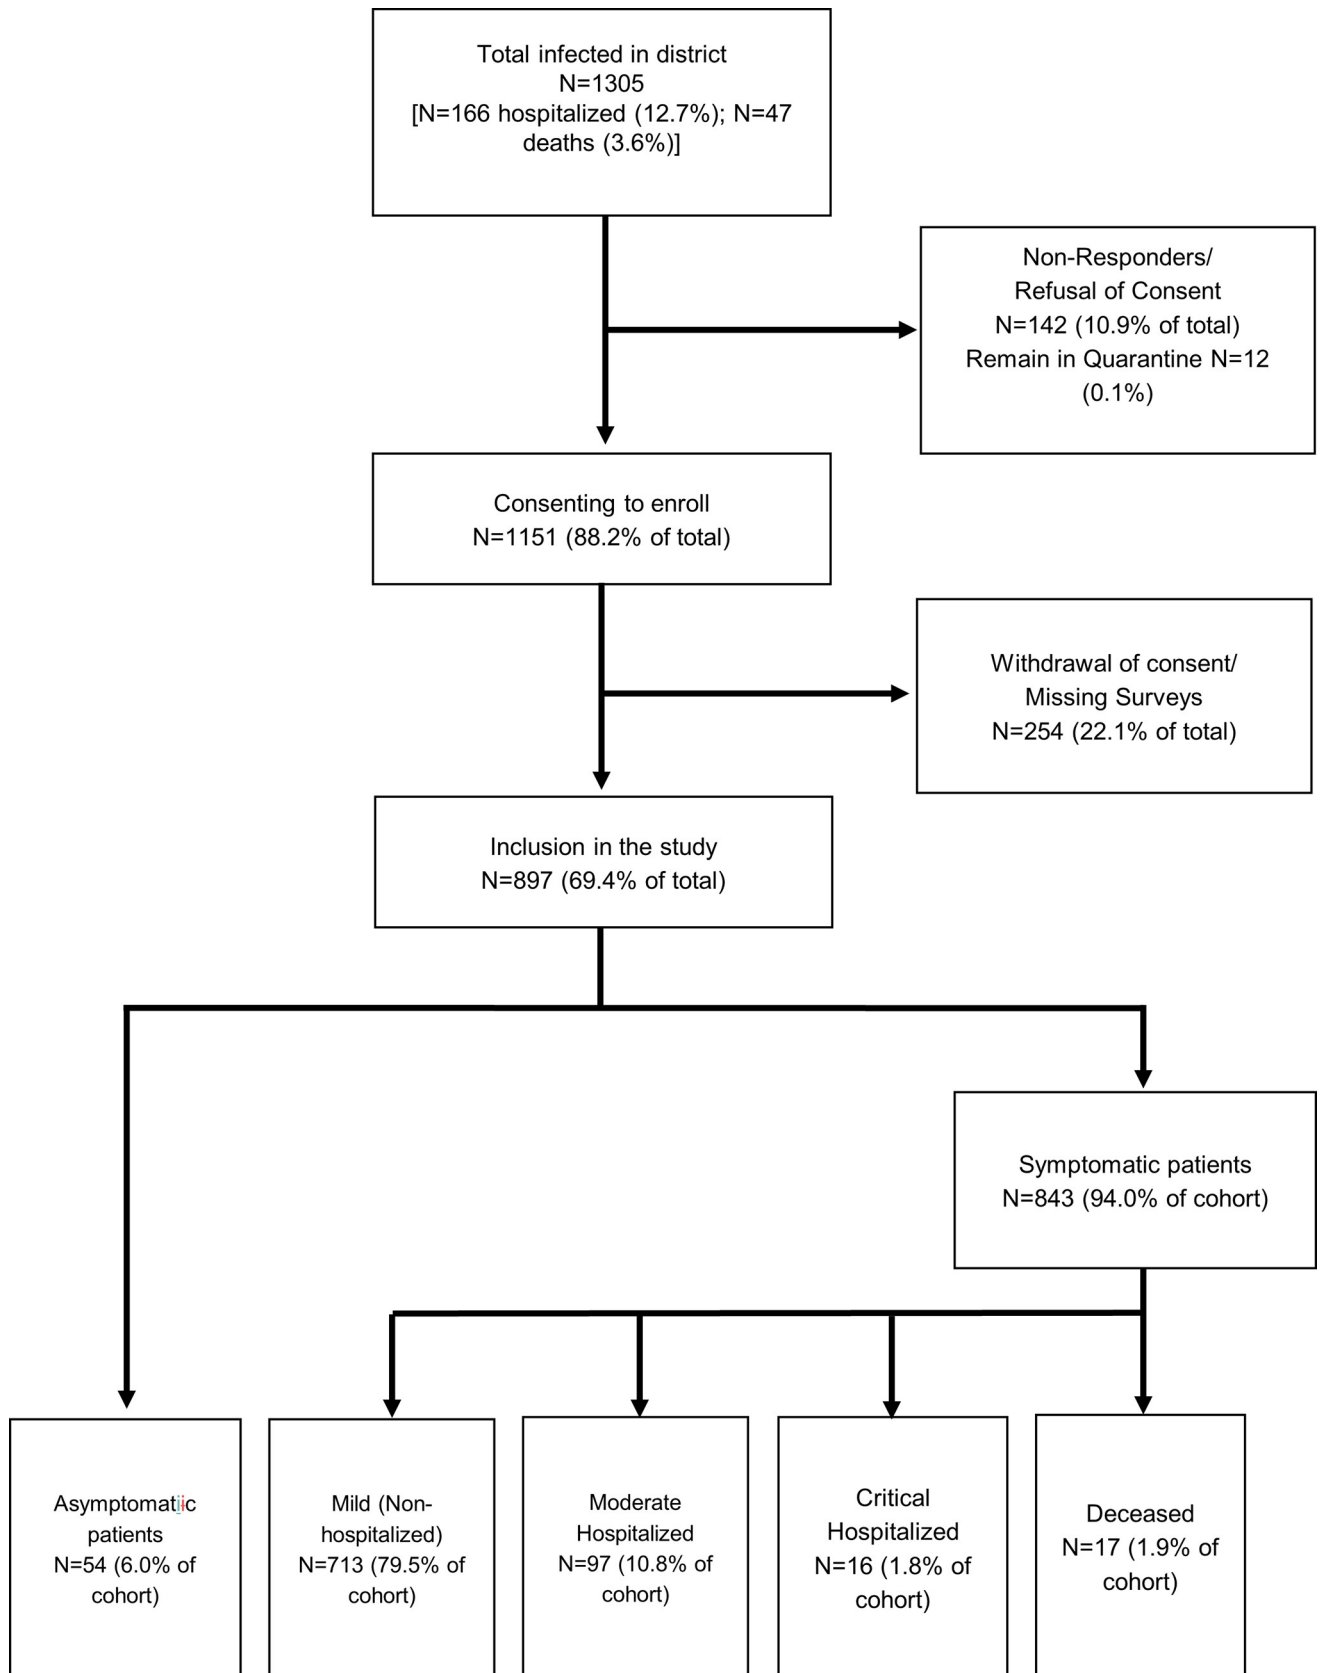 Total infected in district
N=1305
[N=166 hospitalized (12.7%); N=47
deaths (3.6%)]
Non-Responders/
Refusal of Consent
N=142 (10.9% of total)
Remain in Quarantine N=12
(0.1%)
Consenting to enroll
N=1151 (88.2% of total)
Withdrawal of consent/
Missing Surveys
N=254 (22.1% of total)
Inclusion in the study
N=897 (69.4% of total)
Symptomatic patients
N=843 (94.0% of cohort)
Asymptomatiic
patients
N=54 (6.0% of
cohort)
Mild (Non-
hospitalized)
N=713 (79.5% of
cohort)
Moderate
Hospitalized
N=97 (10.8% of
cohort)
Critical
Hospitalized
N=16 (1.8% of
cohort)
Deceased
N=17 (1.9% of
cohort)